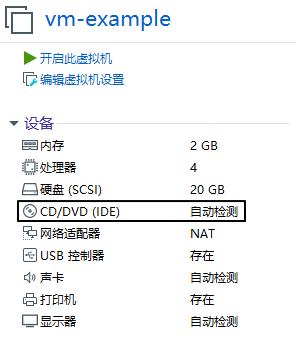 vm-example
开启此虚拟机
编辑虚拟机设置
设备
内存 2 GB
处理器 4
硬盘 (SCSI) 20 GB
CD/DVD (IDE) 自动检测
网络适配器 NAT
USB 控制器 存在
声卡 自动检测
打印机 存在
显示器 自动检测